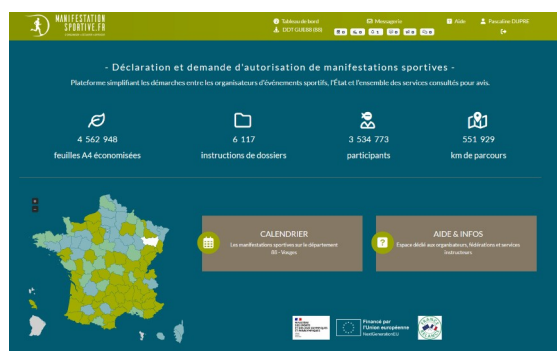 MANIFESTATION
SPORTIVE.FR
Tableau de bord
Messagerie
Aide
Pascaline DUPRE
DDT GUEBB (88)
- Déclaration et demande d'autorisation de manifestations sportives -
Plateforme simplifiant les démarches entre les organisateurs d'événements sportifs, l'État et l'ensemble des services consultés pour avis.
4 562 948
feuilles A4 économisées
6 117
instructions de dossiers
3 534 773
participants
551 929
km de parcours
CALENDRIER
Les manifestations sportives sur le département
88 - Vosges
AIDE & INFOS
Espace dédié aux organisateurs, fédérations et services
instructeurs
Financé par
l'Union européenne
NextGenerationEU